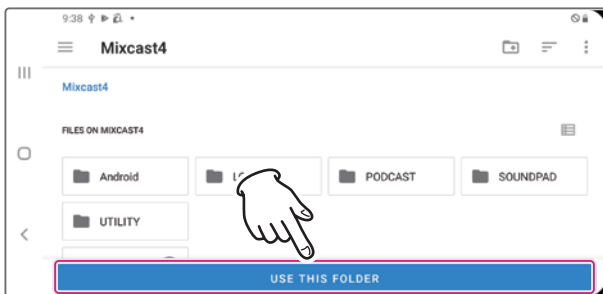 9:38
Mixcast4
Mixcast4
FILES ON MIXCAST4
Android
PODCAST
SOUNDPAD
UTILITY
USE THIS FOLDER